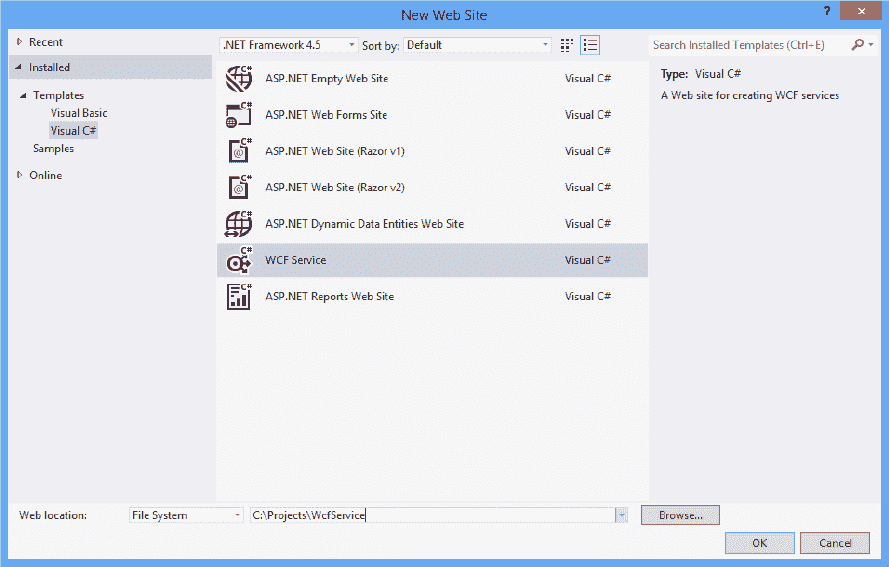 New Web Site
?
Recent
Installed
Templates
Visual Basic
Visual C#
Samples
Online
.NET Framework 4.5 Sort by: Default
ASP.NET Empty Web Site Visual C#
ASP.NET Web Forms Site Visual C#
ASP.NET Web Site (Razor v1) Visual C#
ASP.NET Web Site (Razor v2) Visual C#
ASP.NET Dynamic Data Entities Web Site Visual C#
WCF Service Visual C#
ASP.NET Reports Web Site Visual C#
Search Installed Templates (Ctrl+E)
Type: Visual C#
A Web site for creating WCF services
Web location: File System C:\Projects\WcfService Browse...
OK Cancel